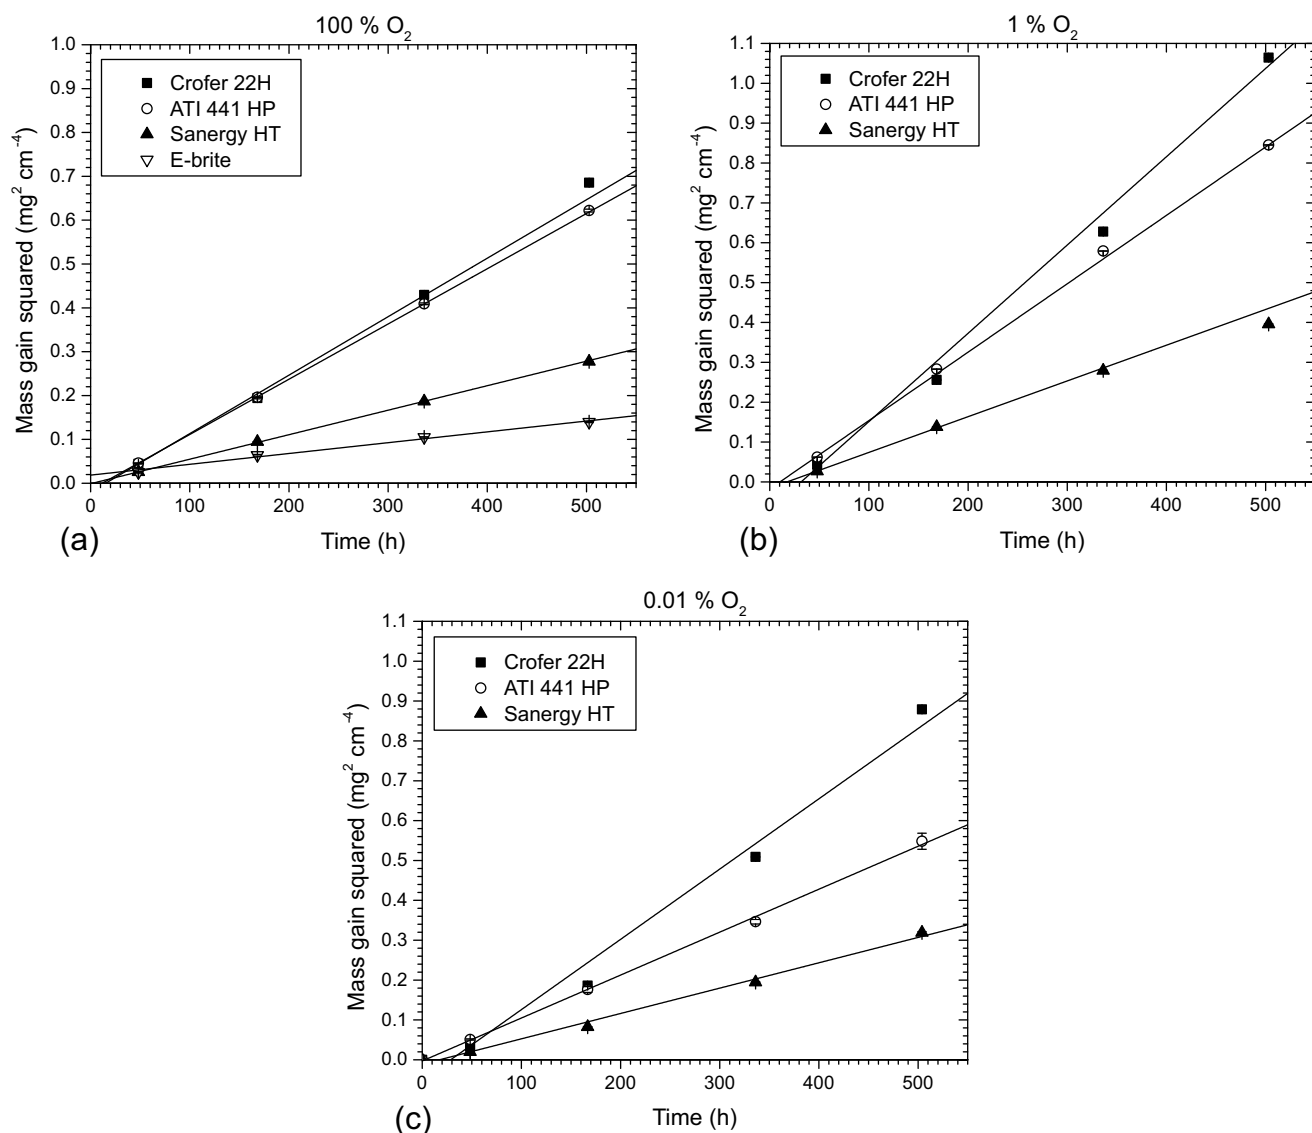 100 % O₂
1.0
0.9
0.8
0.7
0.6
0.5
0.4
0.3
0.2
0.1
0.0
Mass gain squared (mg² cm⁻⁴)
Crofer 22H
ATI 441 HP
Sanergy HT
E-brite
0 100 200 300 400 500
Time (h)
(a)
1 % O₂
1.1
1.0
0.9
0.8
0.7
0.6
0.5
0.4
0.3
0.2
0.1
0.0
Mass gain squared (mg² cm⁻⁴)
Crofer 22H
ATI 441 HP
Sanergy HT
0 100 200 300 400 500
Time (h)
(b)
0.01 % O₂
1.1
1.0
0.9
0.8
0.7
0.6
0.5
0.4
0.3
0.2
0.1
0.0
Mass gain squared (mg² cm⁻⁴)
Crofer 22H
ATI 441 HP
Sanergy HT
0 100 200 300 400 500
Time (h)
(c)